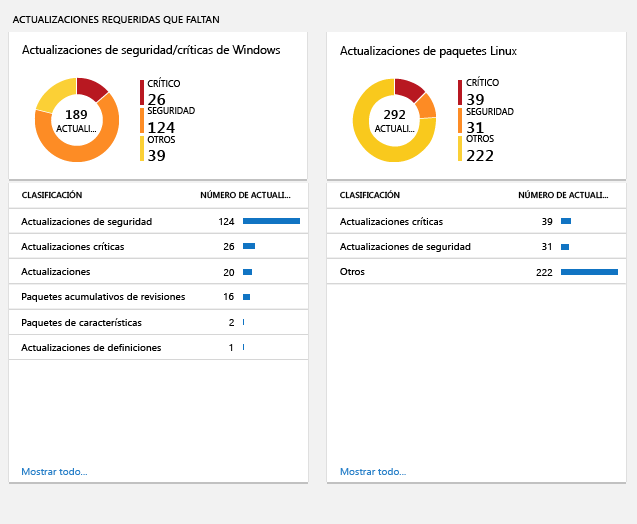 ACTUALIZACIONES REQUERIDAS QUE FALTAN
Actualizaciones de seguridad/críticas de Windows
189
ACTUALI...
CRÍTICO
26
SEGURIDAD
124
OTROS
39
CLASIFICACIÓN NÚMERO DE ACTUALI...
Actualizaciones de seguridad 124
Actualizaciones críticas 26
Actualizaciones 20
Paquetes acumulativos de revisiones 16
Paquetes de características 2
Actualizaciones de definiciones 1
Mostrar todo...
Actualizaciones de paquetes Linux
292
ACTUALI...
CRÍTICO
39
SEGURIDAD
31
OTROS
222
CLASIFICACIÓN NÚMERO DE ACTUALI...
Actualizaciones críticas 39
Actualizaciones de seguridad 31
Otros 222
Mostrar todo...